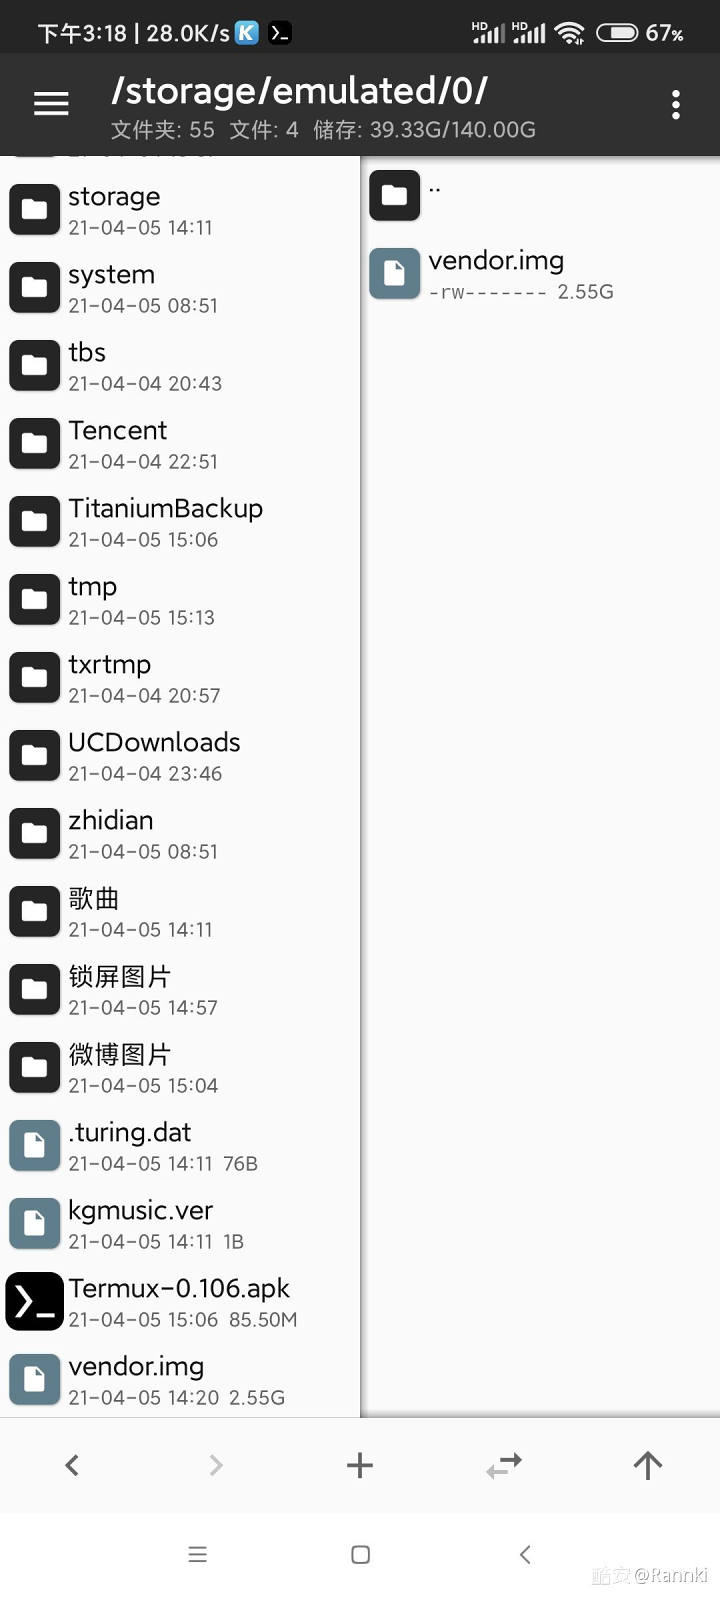 下午3:18 | 28.0K/s K >_ HD HD 67%
/storage/emulated/0/
文件夹: 55 文件: 4 储存: 39.33G/140.00G
storage
21-04-05 14:11
system
21-04-05 08:51
tbs
21-04-04 20:43
Tencent
21-04-04 22:51
TitaniumBackup
21-04-05 15:06
tmp
21-04-05 15:13
txrtmp
21-04-04 20:57
UCDownloads
21-04-04 23:46
zhidian
21-04-05 08:51
歌曲
21-04-05 14:11
锁屏图片
21-04-05 14:57
微博图片
21-04-05 15:04
.turing.dat
21-04-05 14:11 76B
kgmusic.ver
21-04-05 14:11 1B
Termux-0.106.apk
21-04-05 15:06 85.50M
vendor.img
21-04-05 14:20 2.55G
..
vendor.img
-rw------- 2.55G
酷安@Rannki